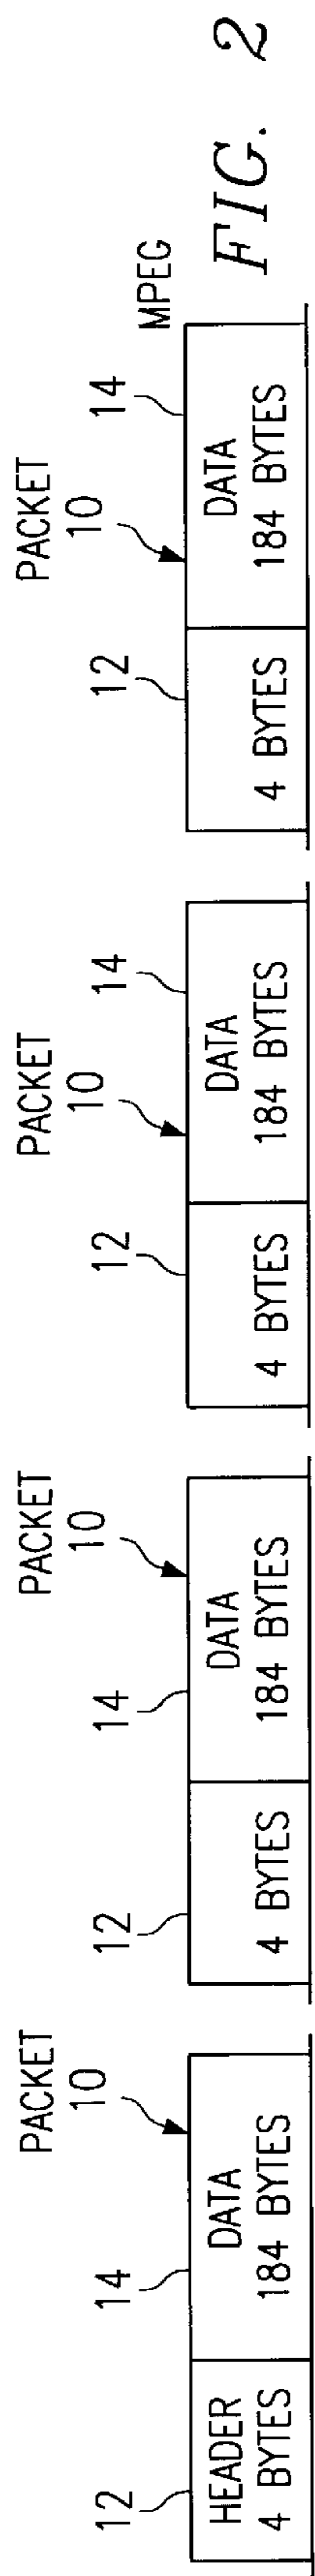 PACKET
10
12
14
HEADER
4 BYTES
DATA
184 BYTES
PACKET
10
12
14
4 BYTES
DATA
184 BYTES
PACKET
10
12
14
4 BYTES
DATA
184 BYTES
PACKET
10
12
14
4 BYTES
DATA
184 BYTES
MPEG
FIG. 2